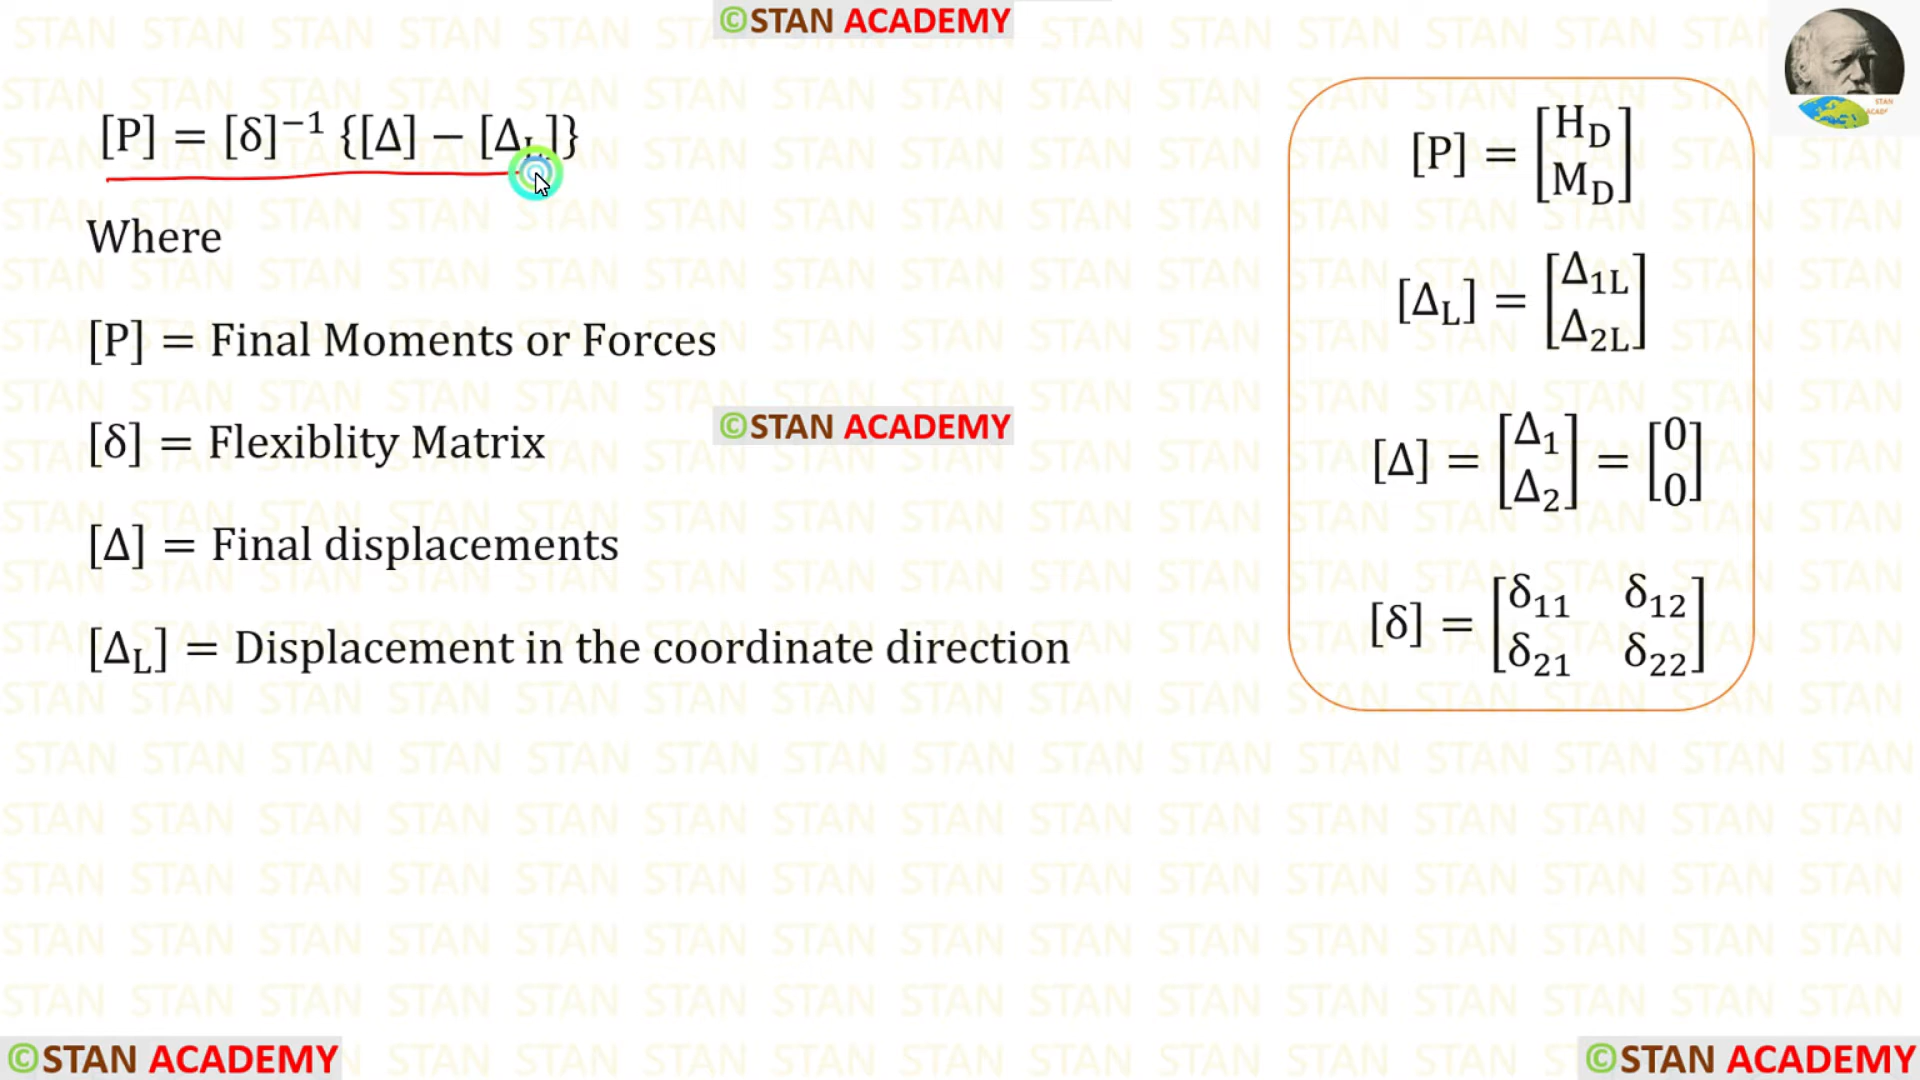 ©STAN ACADEMY
[P] = [δ]⁻¹ {[Δ] − [Δ_L]}
Where
[P] = Final Moments or Forces
[δ] = Flexiblity Matrix
©STAN ACADEMY
[Δ] = Final displacements
[Δ_L] = Displacement in the coordinate direction
[P] = [H_D M_D]
[Δ_L] = [Δ_1L Δ_2L]
[Δ] = [Δ_1 Δ_2] = [0 0]
[δ] = [δ_11 δ_12 δ_21 δ_22]
©STAN ACADEMY
©STAN ACADEMY